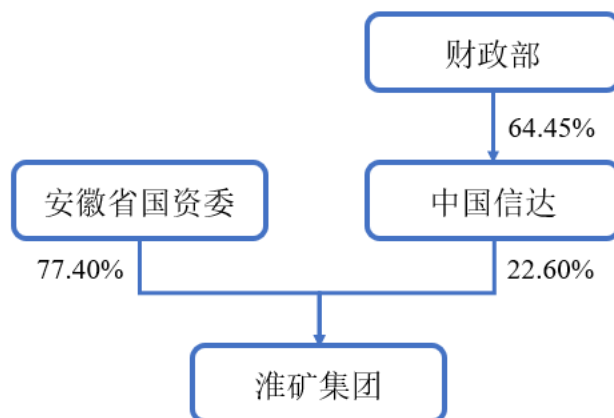 财政部
64.45%
安徽省国资委
中国信达
77.40%
22.60%
淮矿集团